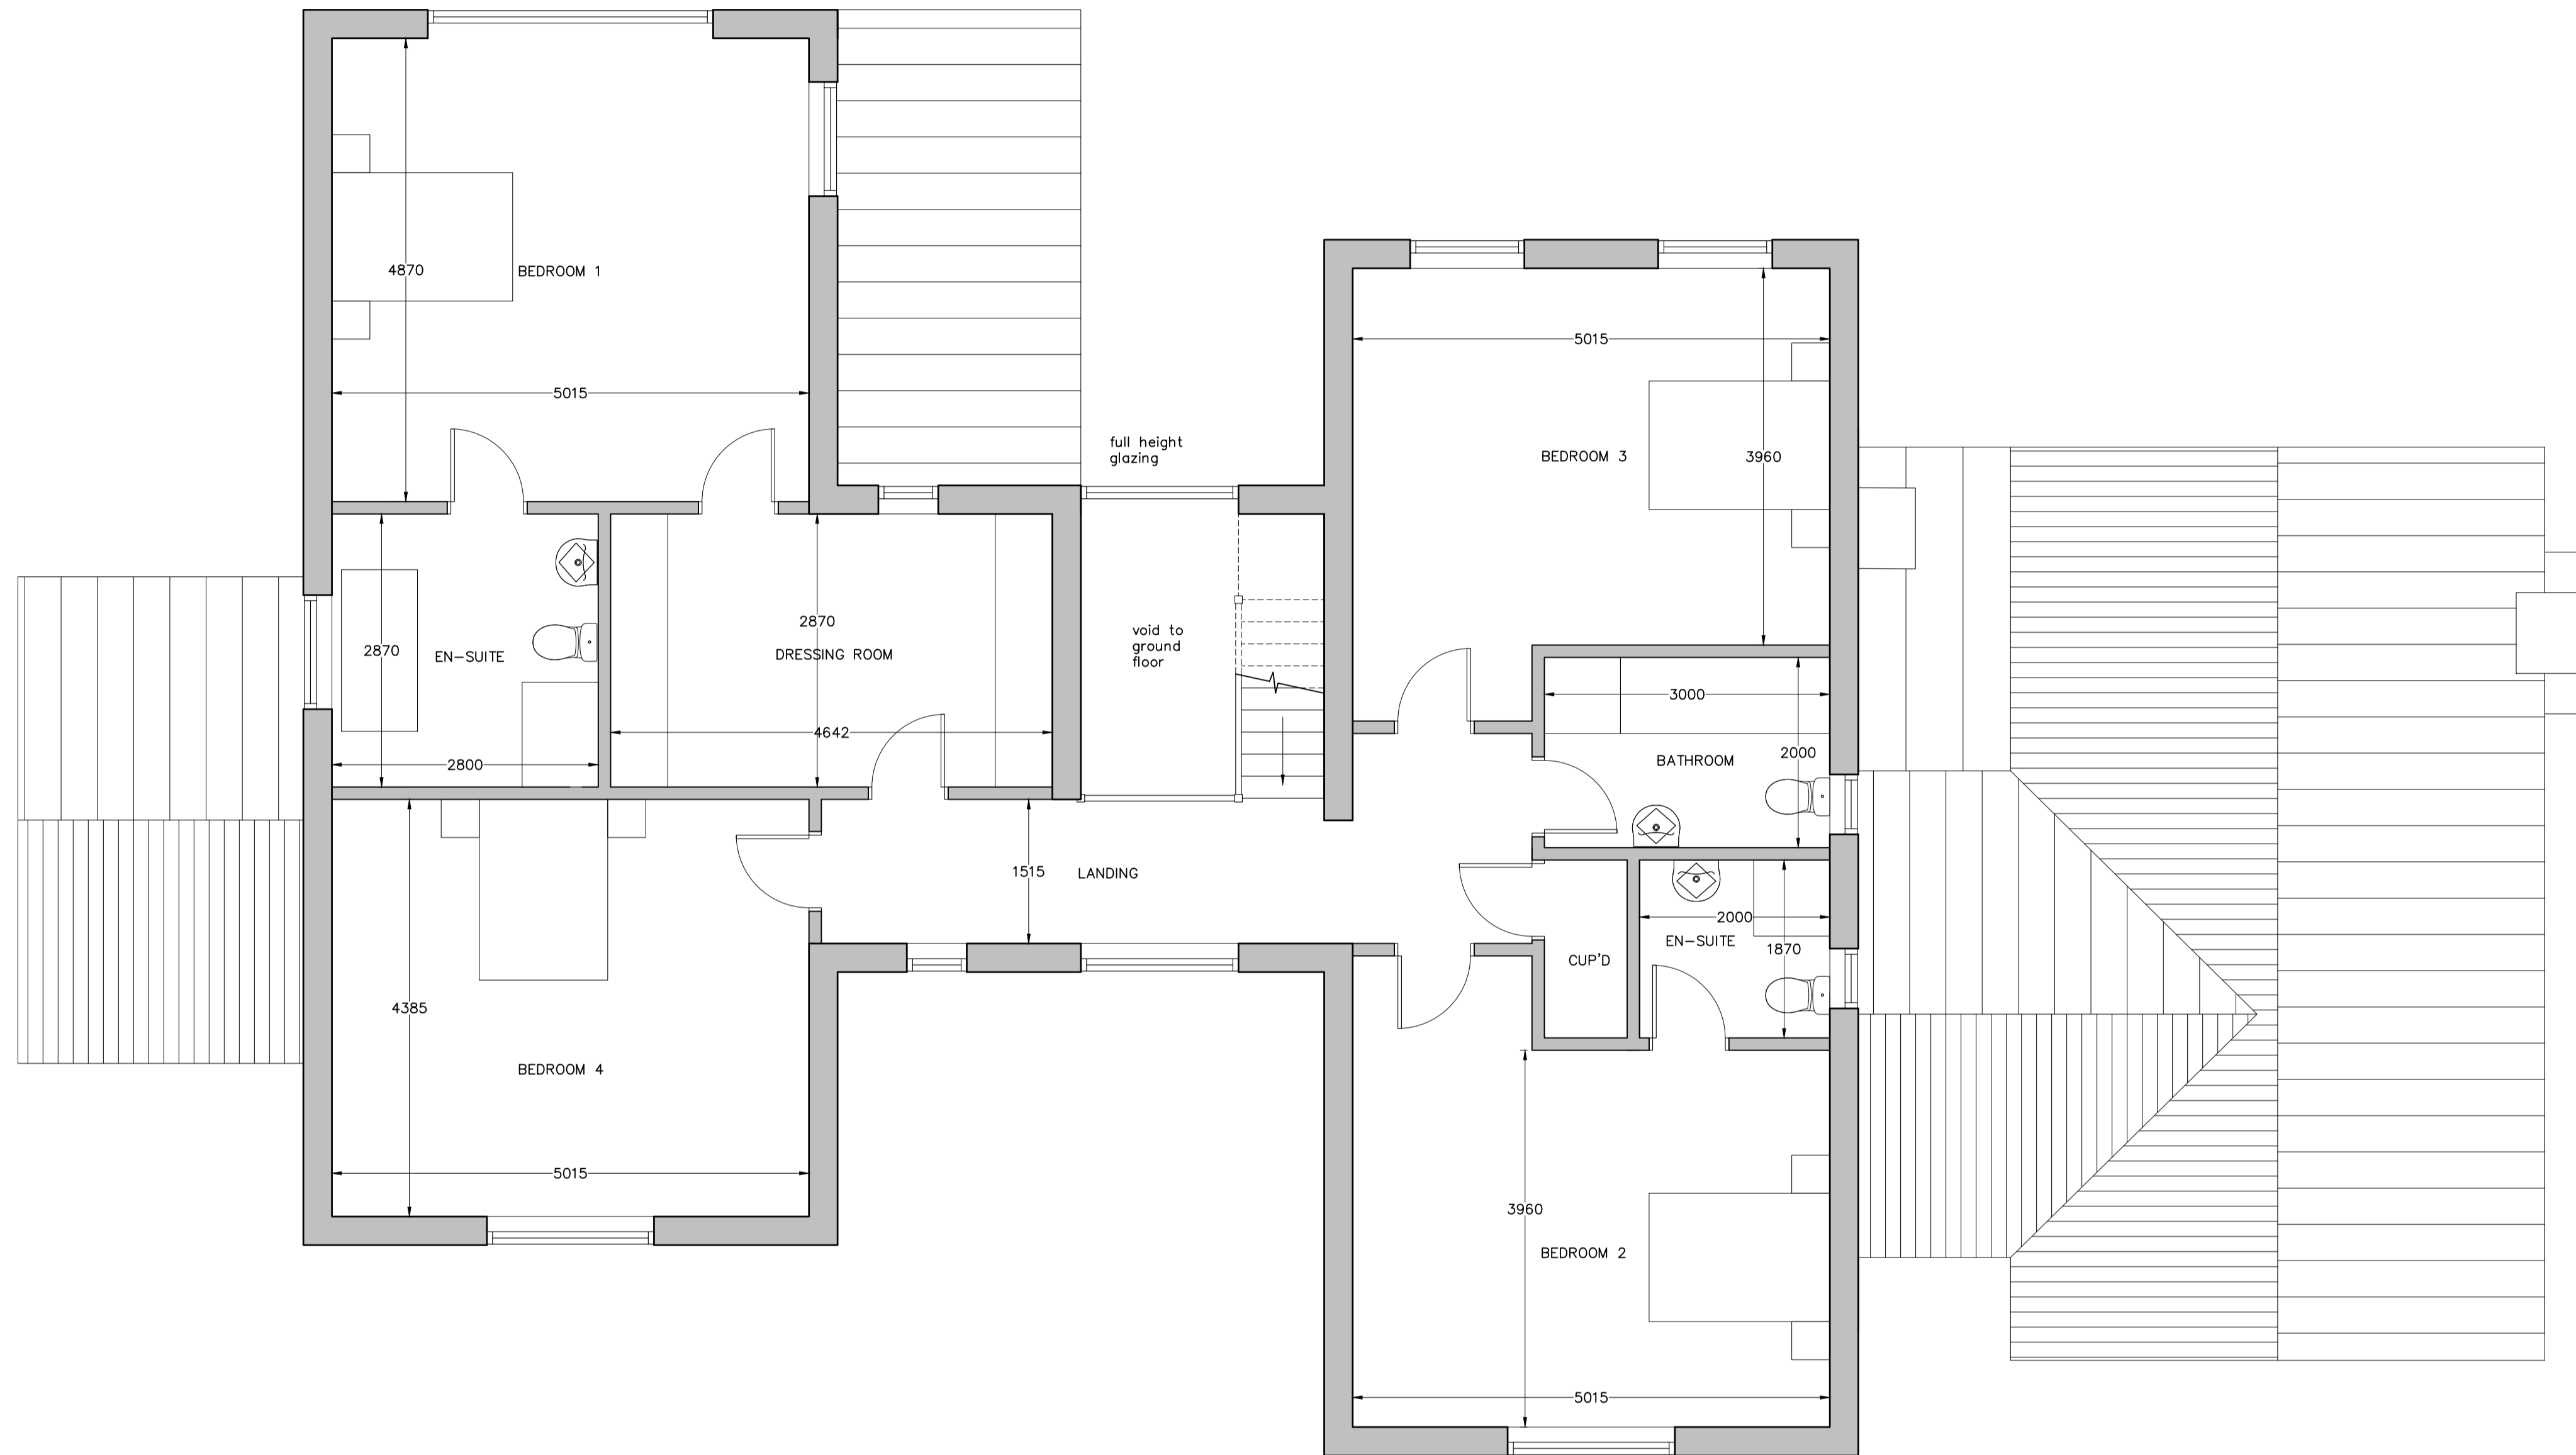 4870
BEDROOM 1
5015
full height
glazing
5015
BEDROOM 3
3960
2870
EN-SUITE
2800
2870
DRESSING ROOM
4642
void to
ground
floor
3000
BATHROOM
2000
1515
LANDING
2000
EN-SUITE
1870
CUP'D
4385
BEDROOM 4
5015
3960
BEDROOM 2
5015